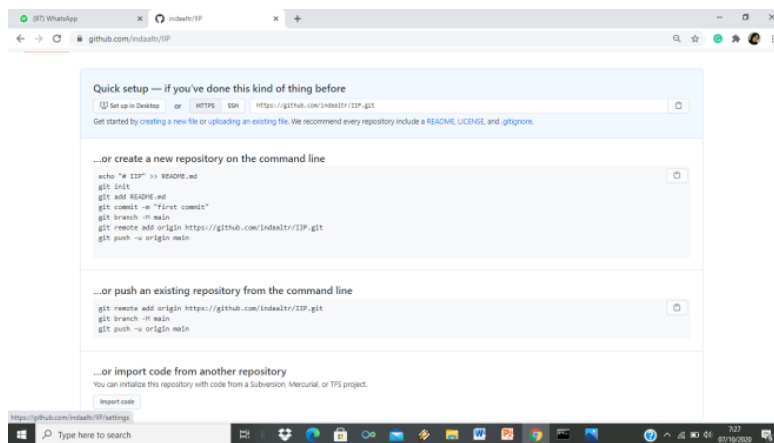 (97) WhatsApp
indaaltr/IIP
github.com/indaaltr/IIP
Quick setup — if you've done this kind of thing before
Set up in Desktop or HTTPS SSH https://github.com/indaaltr/IIP.git
Get started by creating a new file or uploading an existing file. We recommend every repository include a README, LICENSE, and .gitignore.
...or create a new repository on the command line
echo "# IIP" >> README.md
git init
git add README.md
git commit -m "first commit"
git branch -M main
git remote add origin https://github.com/indaaltr/IIP.git
git push -u origin main
...or push an existing repository from the command line
git remote add origin https://github.com/indaaltr/IIP.git
git branch -M main
git push -u origin main
...or import code from another repository
You can initialize this repository with code from a Subversion, Mercurial, or TFS project.
Import code
https://github.com/indaaltr/IIP/settings
Type here to search
7:27
07/10/2020